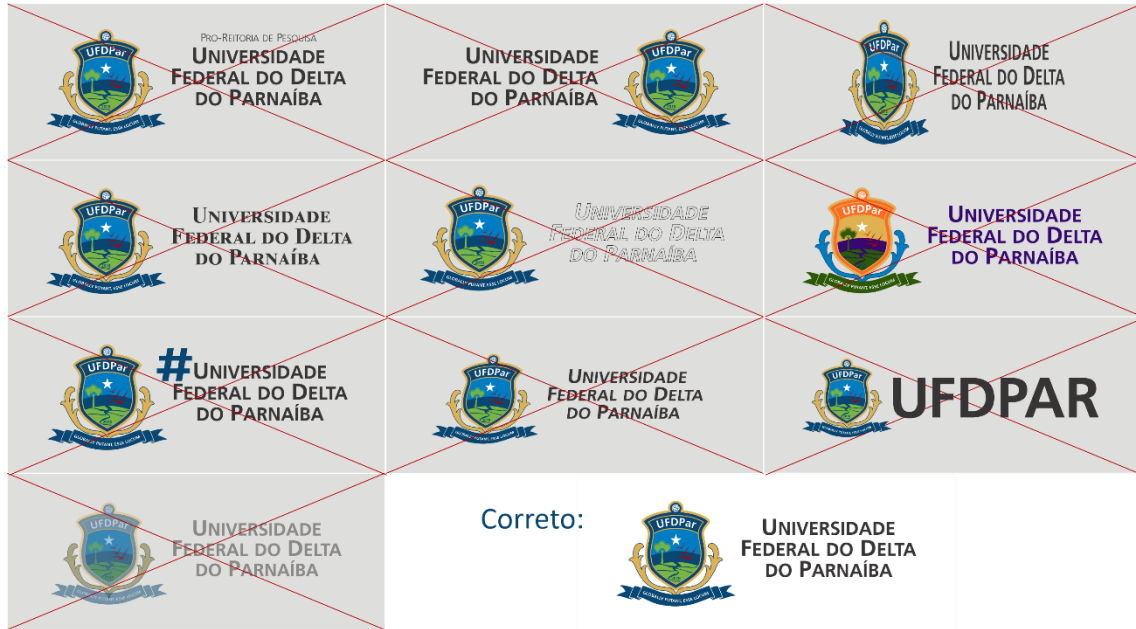 PRO-REITORIA DE PESQUISA
UFDPar
UNIVERSIDADE
FEDERAL DO DELTA
DO PARNAÍBA
UNIVERSIDADE
FEDERAL DO DELTA
DO PARNAÍBA
UFDPar
UFDPar
UNIVERSIDADE
FEDERAL DO DELTA
DO PARNAÍBA
UFDPar
UNIVERSIDADE
FEDERAL DO DELTA
DO PARNAÍBA
UFDPar
UNIVERSIDADE
FEDERAL DO DELTA
DO PARNAÍBA
UFDPar
UNIVERSIDADE
FEDERAL DO DELTA
DO PARNAÍBA
UFDPar
#UNIVERSIDADE
FEDERAL DO DELTA
DO PARNAÍBA
UFDPar
UNIVERSIDADE
FEDERAL DO DELTA
DO PARNAÍBA
UFDPar
UFDPAR
UFDPar
UNIVERSIDADE
FEDERAL DO DELTA
DO PARNAÍBA
Correto:
UFDPar
UNIVERSIDADE
FEDERAL DO DELTA
DO PARNAÍBA